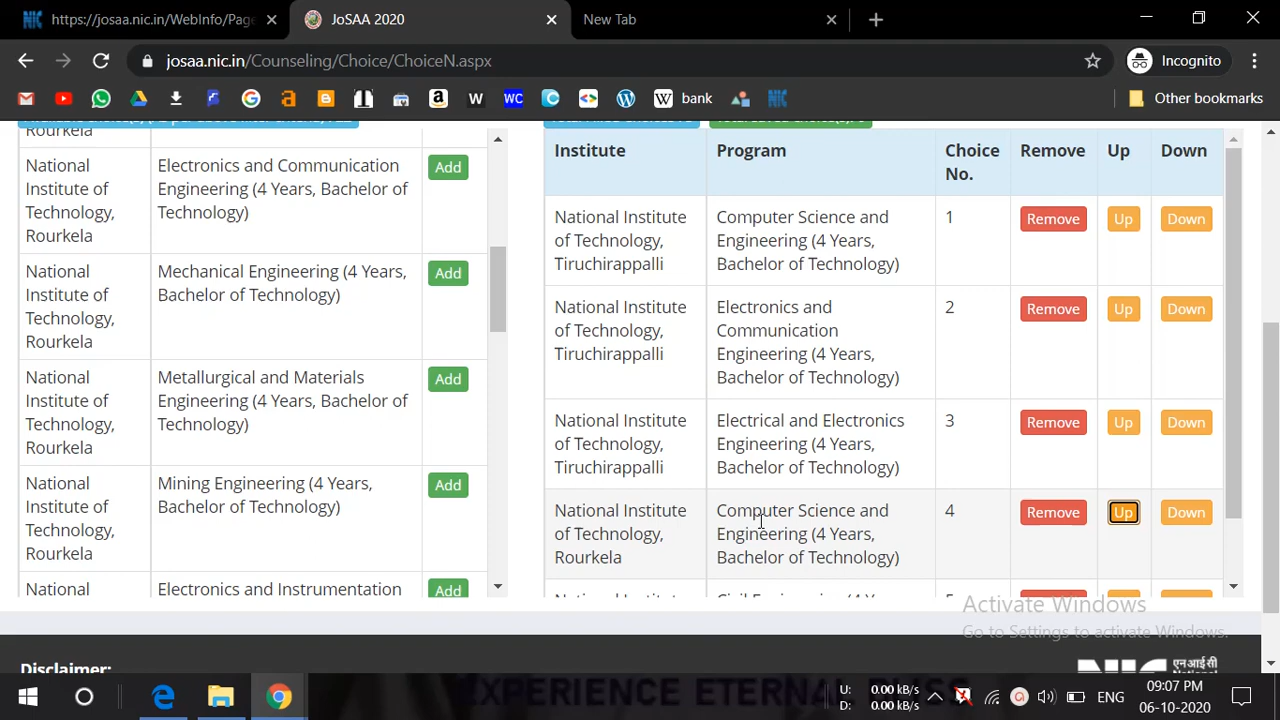 https://josaa.nic.in/WebInfo/Page
JoSAA 2020
New Tab
josaa.nic.in/Counseling/Choice/ChoiceN.aspx
Incognito
bank
Other bookmarks
Rourkela
National
Institute of
Technology,
Rourkela
Electronics and Communication
Engineering (4 Years, Bachelor of
Technology)
Add
National
Institute of
Technology,
Rourkela
Mechanical Engineering (4 Years,
Bachelor of Technology)
Add
National
Institute of
Technology,
Rourkela
Metallurgical and Materials
Engineering (4 Years, Bachelor of
Technology)
Add
National
Institute of
Technology,
Rourkela
Mining Engineering (4 Years,
Bachelor of Technology)
Add
National
Electronics and Instrumentation
Add
Institute
Program
Choice
No.
Remove
Up
Down
National Institute
of Technology,
Tiruchirappalli
Computer Science and
Engineering (4 Years,
Bachelor of Technology)
1
Remove
Up
Down
National Institute
of Technology,
Tiruchirappalli
Electronics and
Communication
Engineering (4 Years,
Bachelor of Technology)
2
Remove
Up
Down
National Institute
of Technology,
Tiruchirappalli
Electrical and Electronics
Engineering (4 Years,
Bachelor of Technology)
3
Remove
Up
Down
National Institute
of Technology,
Rourkela
Computer Science and
Engineering (4 Years,
Bachelor of Technology)
4
Remove
Up
Down
Activate Windows
Go to Settings to activate Windows.
Disclaimer:
NIC
एनआईसी
National
EXPERIENCE ETERNAL BLISS
U: 0.00 kB/s
D: 0.00 kB/s
ENG
09:07 PM
06-10-2020